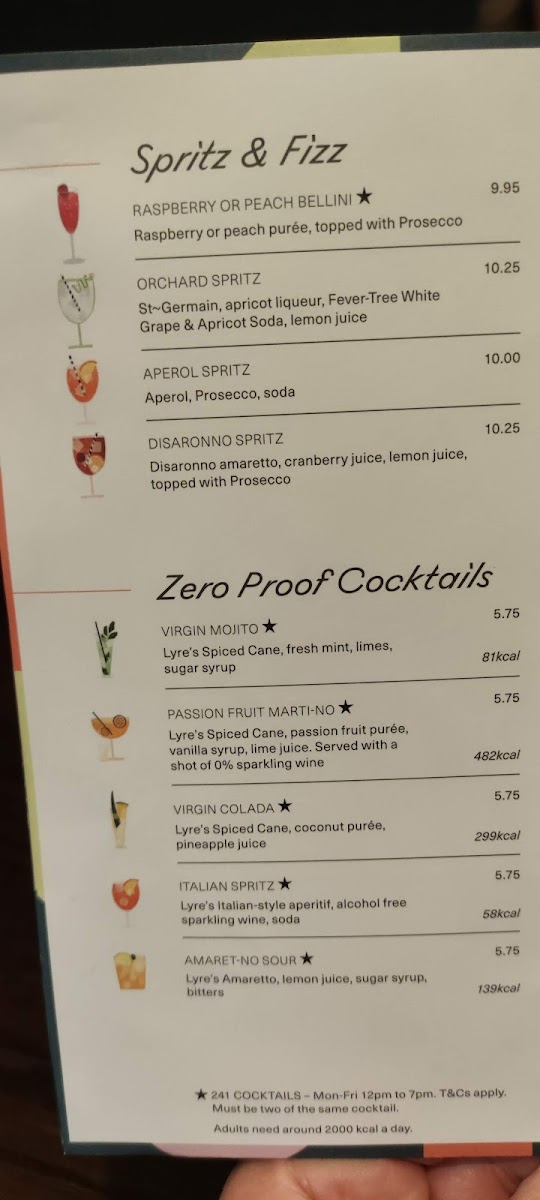 Spritz & Fizz
RASPBERRY OR PEACH BELLINI ★ 9.95
Raspberry or peach purée, topped with Prosecco
ORCHARD SPRITZ 10.25
St~Germain, apricot liqueur, Fever-Tree White
Grape & Apricot Soda, lemon juice
APEROL SPRITZ 10.00
Aperol, Prosecco, soda
DISARONNO SPRITZ 10.25
Disaronno amaretto, cranberry juice, lemon juice,
topped with Prosecco
Zero Proof Cocktails
VIRGIN MOJITO ★ 5.75
Lyre's Spiced Cane, fresh mint, limes,
sugar syrup 81kcal
PASSION FRUIT MARTI-NO ★ 5.75
Lyre's Spiced Cane, passion fruit purée,
vanilla syrup, lime juice. Served with a
shot of 0% sparkling wine 482kcal
VIRGIN COLADA ★ 5.75
Lyre's Spiced Cane, coconut purée,
pineapple juice 299kcal
ITALIAN SPRITZ ★ 5.75
Lyre's Italian-style aperitif, alcohol free
sparkling wine, soda 58kcal
AMARET-NO SOUR ★ 5.75
Lyre's Amaretto, lemon juice, sugar syrup,
bitters 139kcal
★ 241 COCKTAILS – Mon-Fri 12pm to 7pm. T&Cs apply.
Must be two of the same cocktail.
Adults need around 2000 kcal a day.